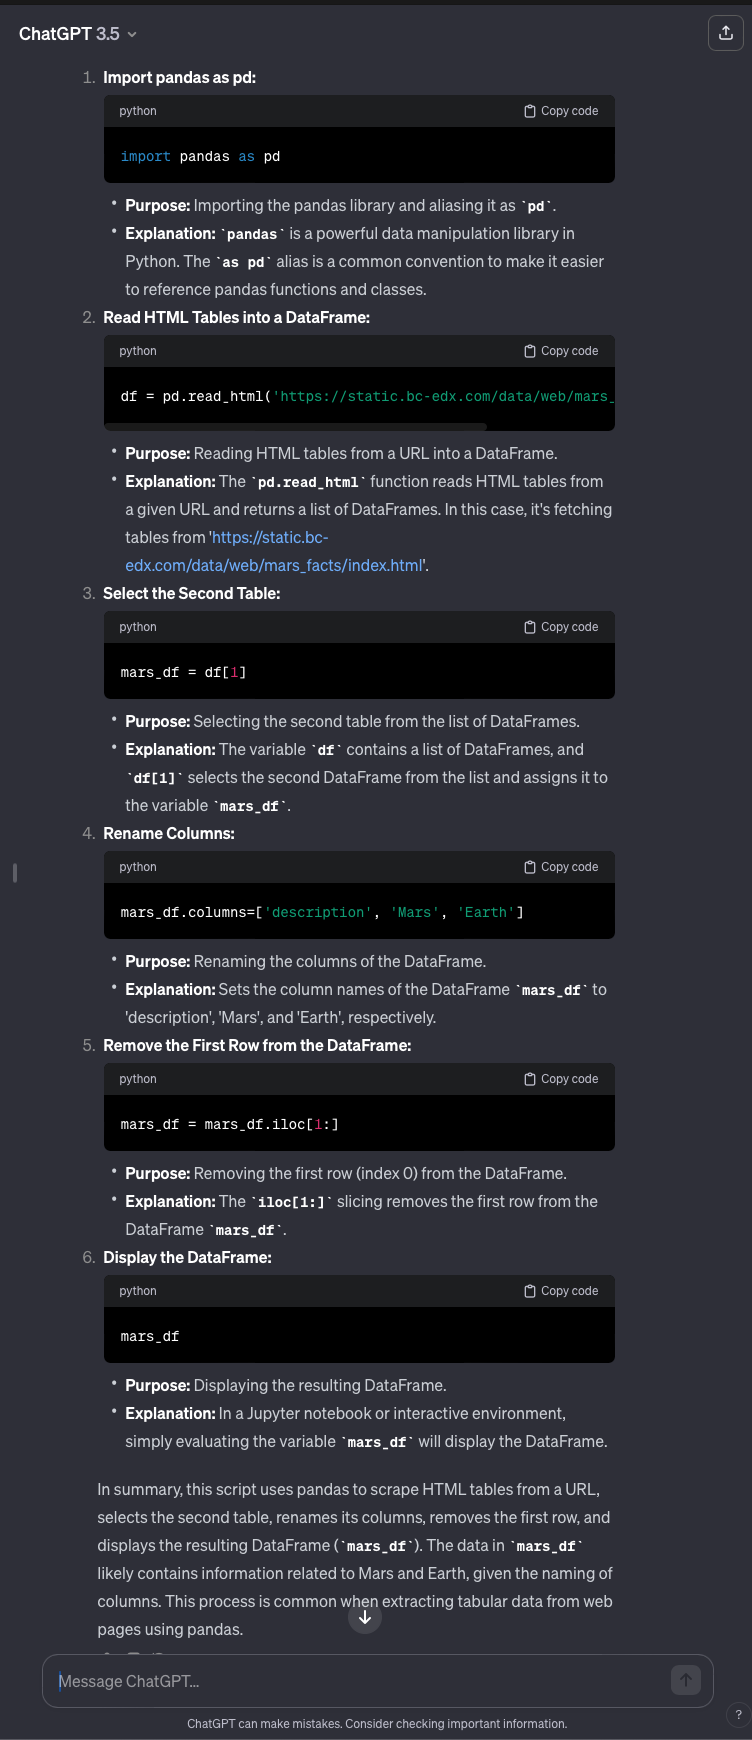 ChatGPT 3.5
1. Import pandas as pd:
python Copy code
import pandas as pd
• Purpose: Importing the pandas library and aliasing it as `pd`.
• Explanation: `pandas` is a powerful data manipulation library in
Python. The `as pd` alias is a common convention to make it easier
to reference pandas functions and classes.
2. Read HTML Tables into a DataFrame:
python Copy code
df = pd.read_html('https://static.bc-edx.com/data/web/mars_
• Purpose: Reading HTML tables from a URL into a DataFrame.
• Explanation: The `pd.read_html` function reads HTML tables from
a given URL and returns a list of DataFrames. In this case, it's fetching
tables from 'https://static.bc-
edx.com/data/web/mars_facts/index.html'.
3. Select the Second Table:
python Copy code
mars_df = df[1]
• Purpose: Selecting the second table from the list of DataFrames.
• Explanation: The variable `df` contains a list of DataFrames, and
`df[1]` selects the second DataFrame from the list and assigns it to
the variable `mars_df`.
4. Rename Columns:
python Copy code
mars_df.columns=['description', 'Mars', 'Earth']
• Purpose: Renaming the columns of the DataFrame.
• Explanation: Sets the column names of the DataFrame `mars_df` to
'description', 'Mars', and 'Earth', respectively.
5. Remove the First Row from the DataFrame:
python Copy code
mars_df = mars_df.iloc[1:]
• Purpose: Removing the first row (index 0) from the DataFrame.
• Explanation: The `iloc[1:]` slicing removes the first row from the
DataFrame `mars_df`.
6. Display the DataFrame:
python Copy code
mars_df
• Purpose: Displaying the resulting DataFrame.
• Explanation: In a Jupyter notebook or interactive environment,
simply evaluating the variable `mars_df` will display the DataFrame.
In summary, this script uses pandas to scrape HTML tables from a URL,
selects the second table, renames its columns, removes the first row, and
displays the resulting DataFrame (`mars_df`). The data in `mars_df`
likely contains information related to Mars and Earth, given the naming of
columns. This process is common when extracting tabular data from web
pages using pandas.
Message ChatGPT...
ChatGPT can make mistakes. Consider checking important information.
?